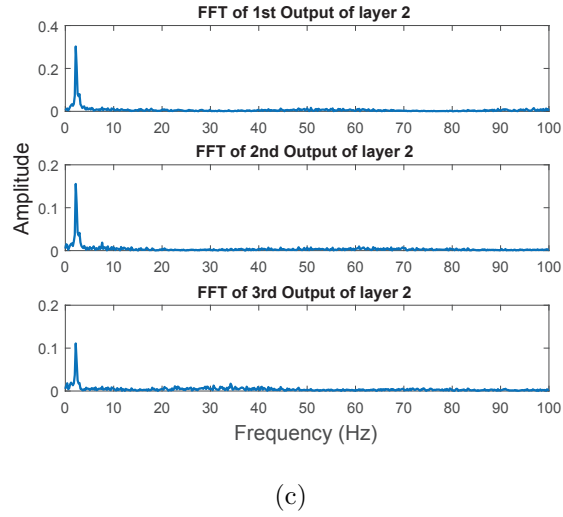 FFT of 1st Output of layer 2
0.4
0.2
0
0 10 20 30 40 50 60 70 80 90 100
FFT of 2nd Output of layer 2
0.2
0.1
0
0 10 20 30 40 50 60 70 80 90 100
Amplitude
FFT of 3rd Output of layer 2
0.2
0.1
0
0 10 20 30 40 50 60 70 80 90 100
Frequency (Hz)
(c)